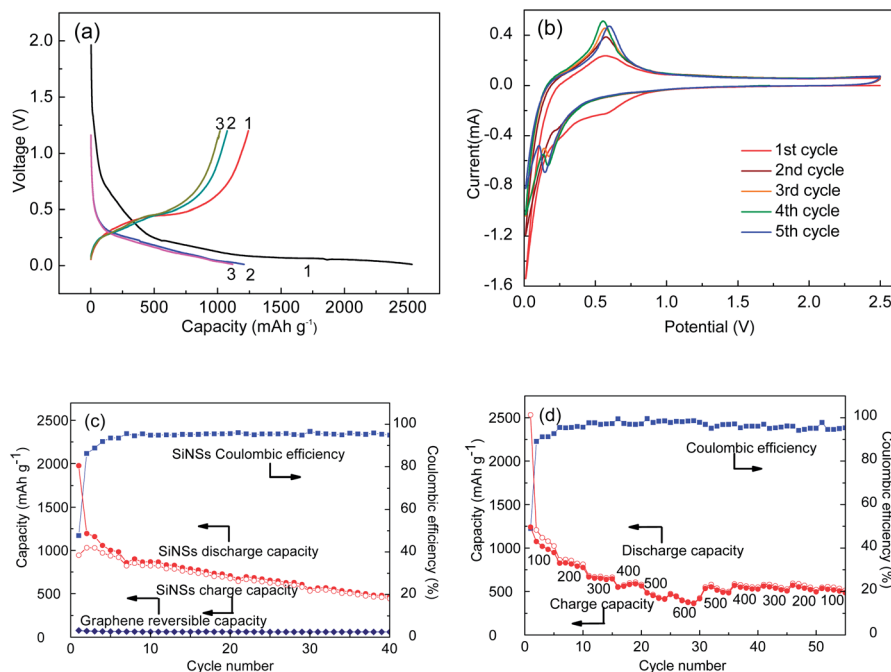 (a)
2.0
1.5
1.0
0.5
0.0
Voltage (V)
3 2 1
3 2 1
0 500 1000 1500 2000 2500
Capacity (mAh g⁻¹)
(b)
0.4
0.0
-0.4
-0.8
-1.2
-1.6
Current(mA)
1st cycle
2nd cycle
3rd cycle
4th cycle
5th cycle
0.0 0.5 1.0 1.5 2.0 2.5
Potential (V)
(c)
2500
2000
1500
1000
500
0
Capacity (mAh g⁻¹)
SiNSs Coulombic efficiency
SiNSs discharge capacity
SiNSs charge capacity
Graphene reversible capacity
100
80
60
40
20
0
Coulombic efficiency (%)
0 10 20 30 40
Cycle number
(d)
2500
2000
1500
1000
500
0
Capacity (mAh g⁻¹)
Coulombic efficiency
Discharge capacity
100 200 300 400 500 600 500 400 300 200 100
Charge capacity
100
80
60
40
20
0
Coulombic efficiency (%)
0 10 20 30 40 50
Cycle number